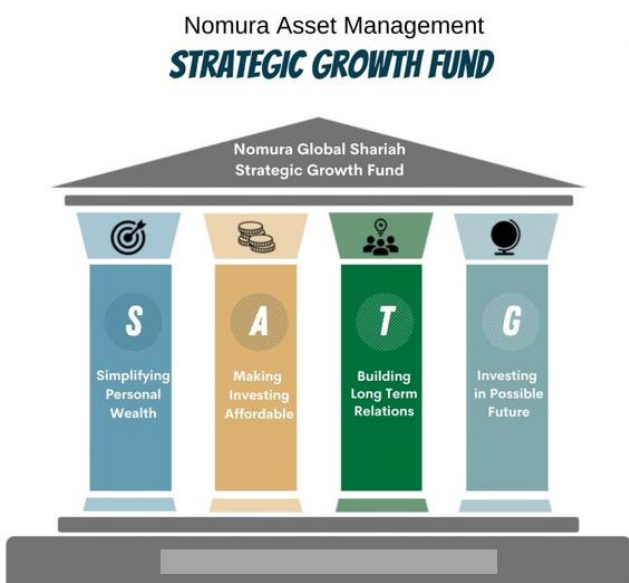 Nomura Asset Management
STRATEGIC GROWTH FUND
Nomura Global Shariah
Strategic Growth Fund
S
Simplifying
Personal
Wealth
A
Making
Investing
Affordable
T
Building
Long Term
Relations
G
Investing
in Possible
Future